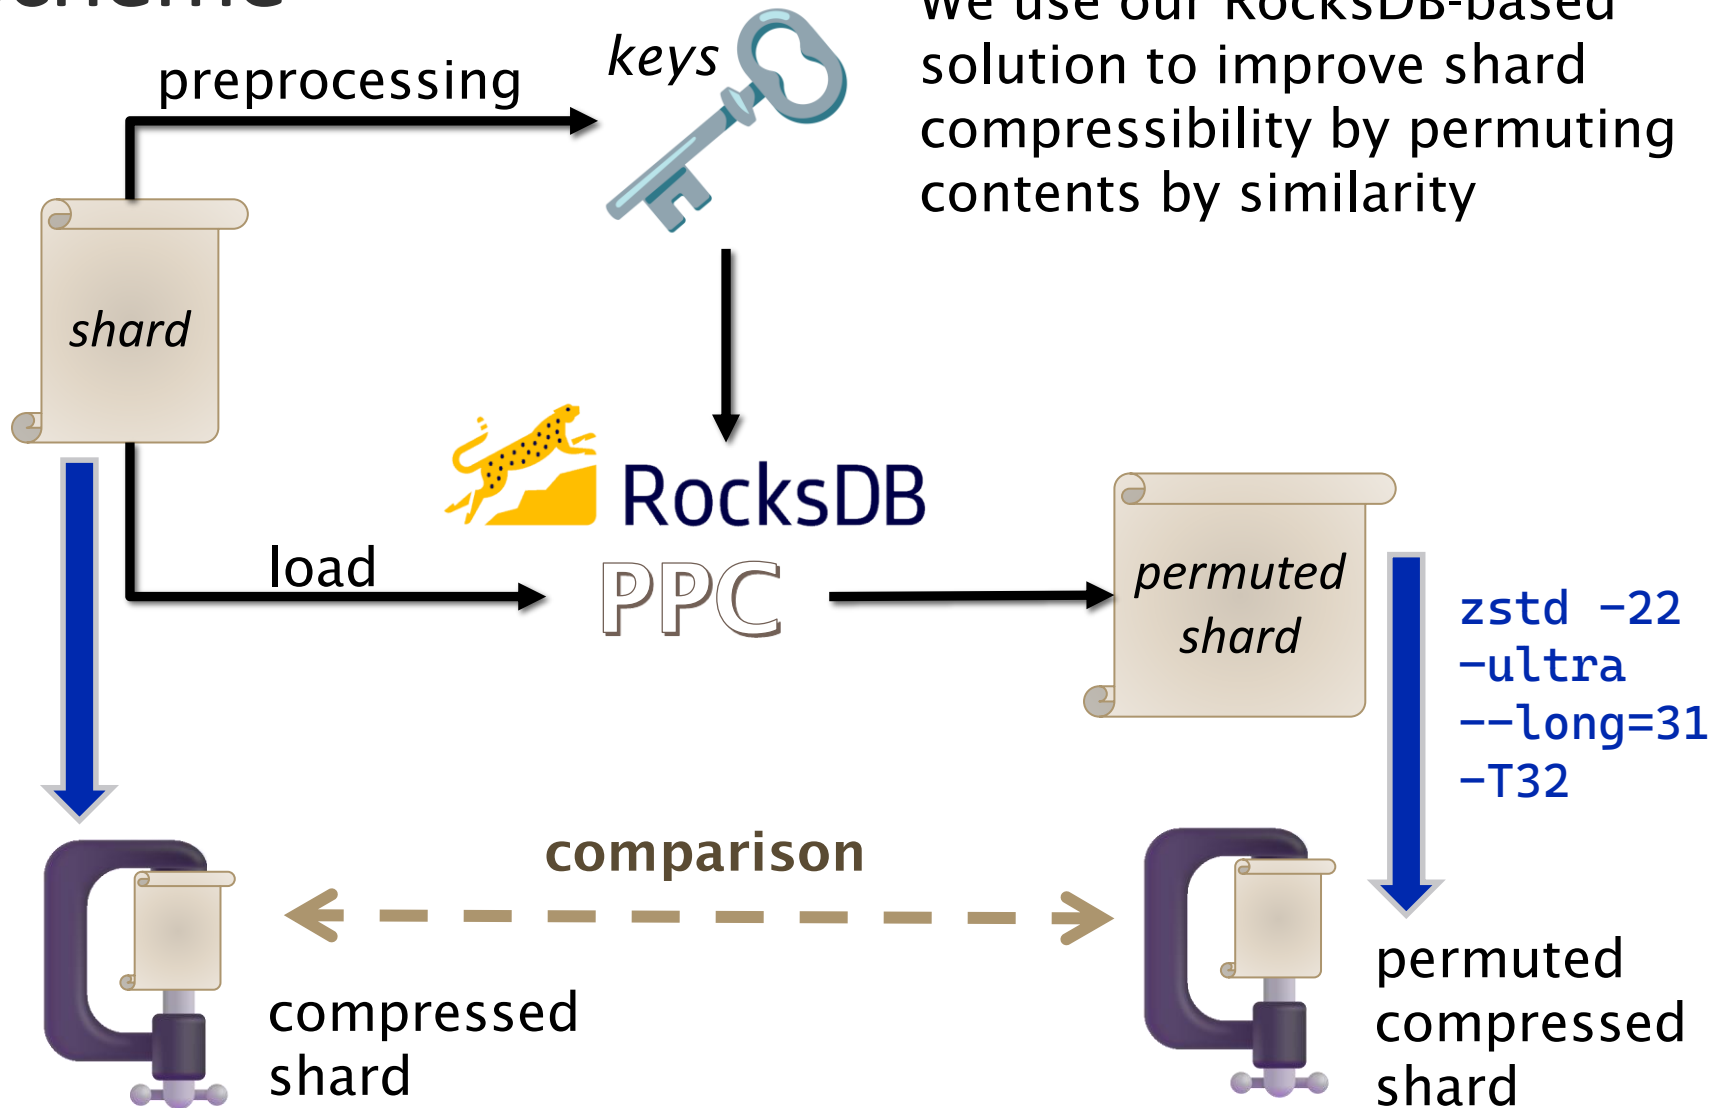 scheme
We use our RocksDB-based
solution to improve shard
compressibility by permuting
contents by similarity
keys
preprocessing
shard
RocksDB
PPC
load
permuted
shard
zstd -22
-ultra
--long=31
-T32
comparison
compressed
shard
permuted
compressed
shard